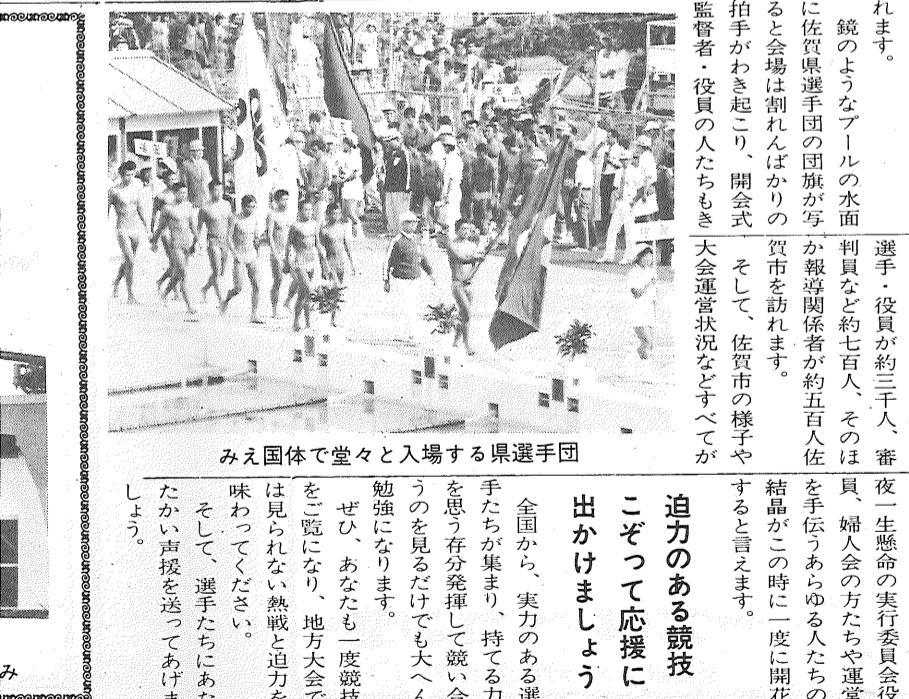 れます。
鏡のようなプールの水面
に佐賀県選手団の団旗が写
ると会場は割れんばかりの
拍手がわき起こり、開会式
監督者・役員の人たちもき
選手・役員が約三千人、審
判員など約七百人、そのほ
か報導関係者が約五百人佐
賀市を訪れます。
そして、佐賀市の様子や
大会運営状況などすべてが
夜一生懸命の実行委員会役
員、婦人会の方たちや運営
を手伝うあらゆる人たちの
結晶がこの時に一度に開花
すると言えます。
みえ国体で堂々と入場する県選手団
迫力のある競技
こぞって応援に
出かけましょう
全国から、実力のある選
手たちが集まり、持てる力
を思う存分発揮して競い合
うのを見るだけでも大へん
勉強になります。
ぜひ、あなたも一度競技
をご覧になり、地方大会で
は見られない熱戦と迫力を
味わってください。
そして、選手たちにあた
たかい声援を送ってあげま
しょう。
み